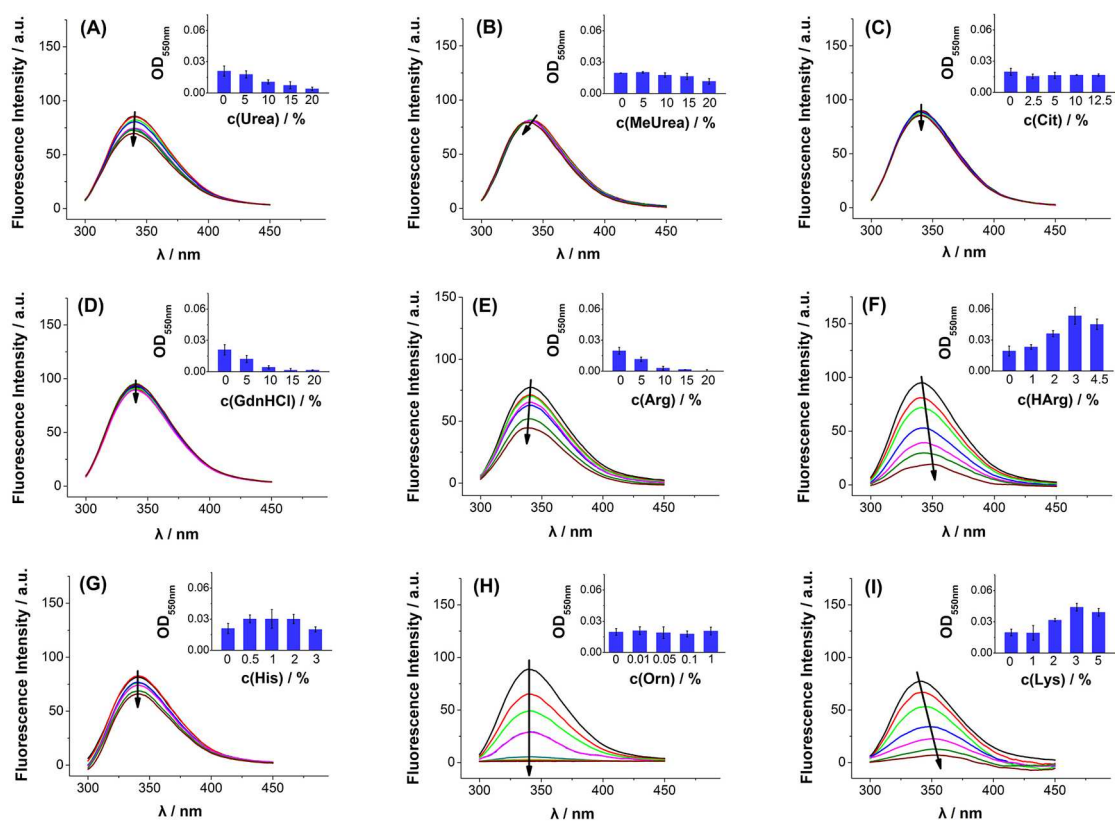 (A)
Fluorescence Intensity / a.u.
150
100
50
0
300 350 400 450
λ / nm
OD550nm
0.06
0.03
0.00
0 5 10 15 20
c(Urea) / %
(B)
Fluorescence Intensity / a.u.
150
100
50
0
300 350 400 450
λ / nm
OD550nm
0.06
0.03
0.00
0 5 10 15 20
c(MeUrea) / %
(C)
Fluorescence Intensity / a.u.
150
100
50
0
300 350 400 450
λ / nm
OD550nm
0.06
0.03
0.00
0 2.5 5 10 12.5
c(Cit) / %
(D)
Fluorescence Intensity / a.u.
150
100
50
0
300 350 400 450
λ / nm
OD550nm
0.06
0.03
0.00
0 5 10 15 20
c(GdnHCl) / %
(E)
Fluorescence Intensity / a.u.
150
100
50
0
300 350 400 450
λ / nm
OD550nm
0.06
0.03
0.00
0 5 10 15 20
c(Arg) / %
(F)
Fluorescence Intensity / a.u.
150
100
50
0
300 350 400 450
λ / nm
OD550nm
0.06
0.03
0.00
0 1 2 3 4.5
c(HArg) / %
(G)
Fluorescence Intensity / a.u.
150
100
50
0
300 350 400 450
λ / nm
OD550nm
0.06
0.03
0.00
0 0.5 1 2 3
c(His) / %
(H)
Fluorescence Intensity / a.u.
150
100
50
0
300 350 400 450
λ / nm
OD550nm
0.06
0.03
0.00
0 0.01 0.05 0.1 1
c(Orn) / %
(I)
Fluorescence Intensity / a.u.
150
100
50
0
300 350 400 450
λ / nm
OD550nm
0.06
0.03
0.00
0 1 2 3 5
c(Lys) / %